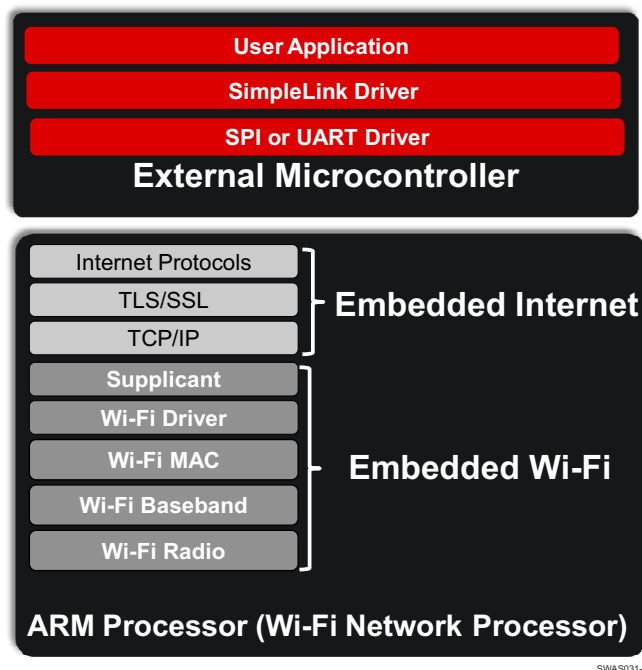 User Application
SimpleLink Driver
SPI or UART Driver
External Microcontroller
Internet Protocols
TLS/SSL
TCP/IP
Embedded Internet
Supplicant
Wi-Fi Driver
Wi-Fi MAC
Wi-Fi Baseband
Wi-Fi Radio
Embedded Wi-Fi
ARM Processor (Wi-Fi Network Processor)
SWAS031-